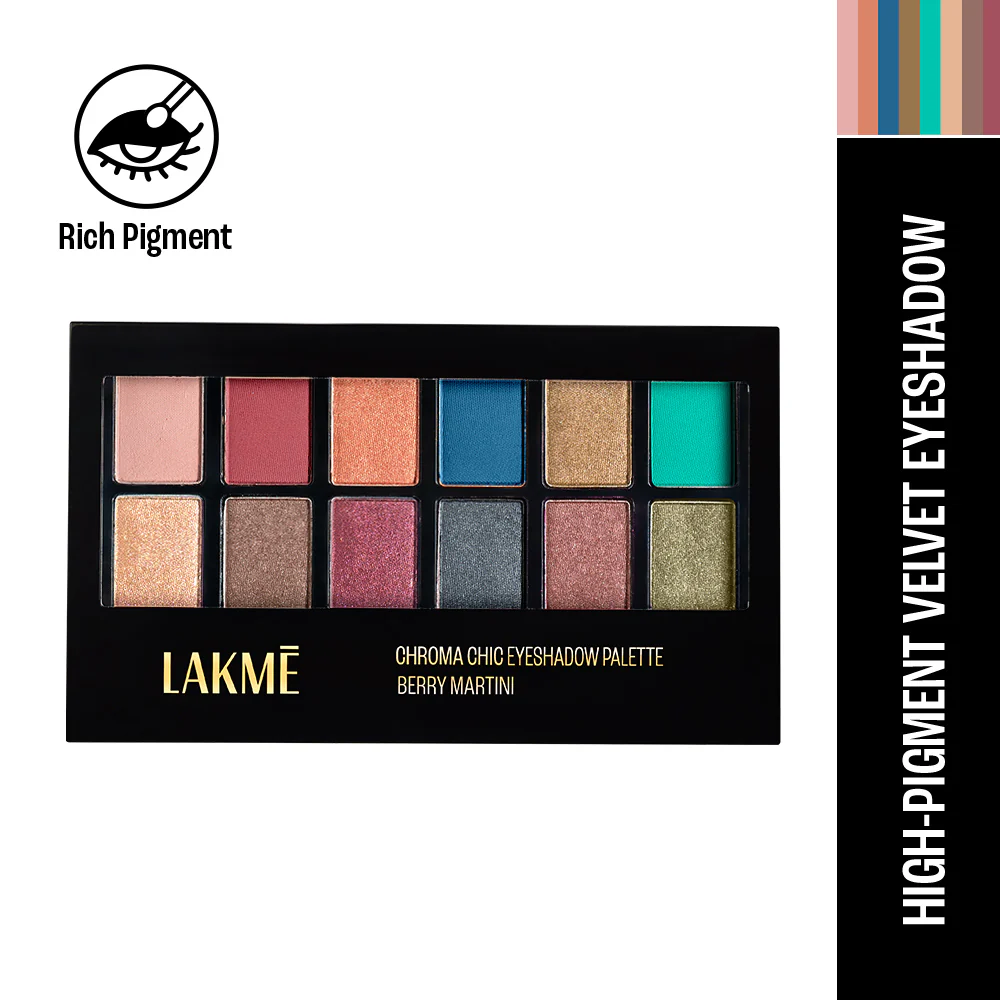 Rich Pigment
LAKMĒ
CHROMA CHIC EYESHADOW PALETTE
BERRY MARTINI
HIGH-PIGMENT VELVET EYESHADOW